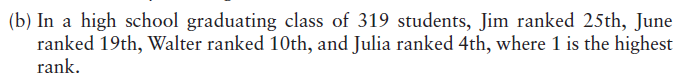 (b) In a high school graduating class of 319 students, Jim ranked 25th, June
ranked 19th, Walter ranked 10th, and Julia ranked 4th, where 1 is the highest
rank.